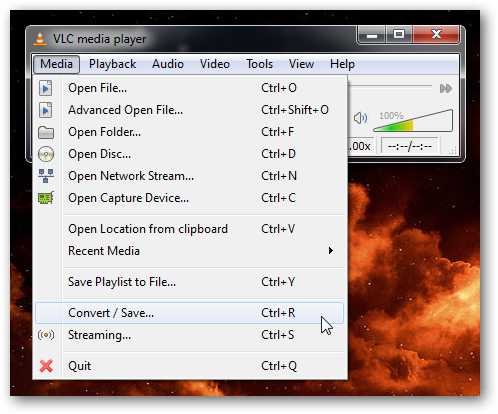 VLC media player
Media Playback Audio Video Tools View Help
Open File... Ctrl+O
Advanced Open File... Ctrl+Shift+O
Open Folder... Ctrl+F
Open Disc... Ctrl+D
Open Network Stream... Ctrl+N
Open Capture Device... Ctrl+C
Open Location from clipboard Ctrl+V
Recent Media
Save Playlist to File... Ctrl+Y
Convert / Save... Ctrl+R
Streaming... Ctrl+S
Quit Ctrl+Q
100%
.00x --:--/--:--